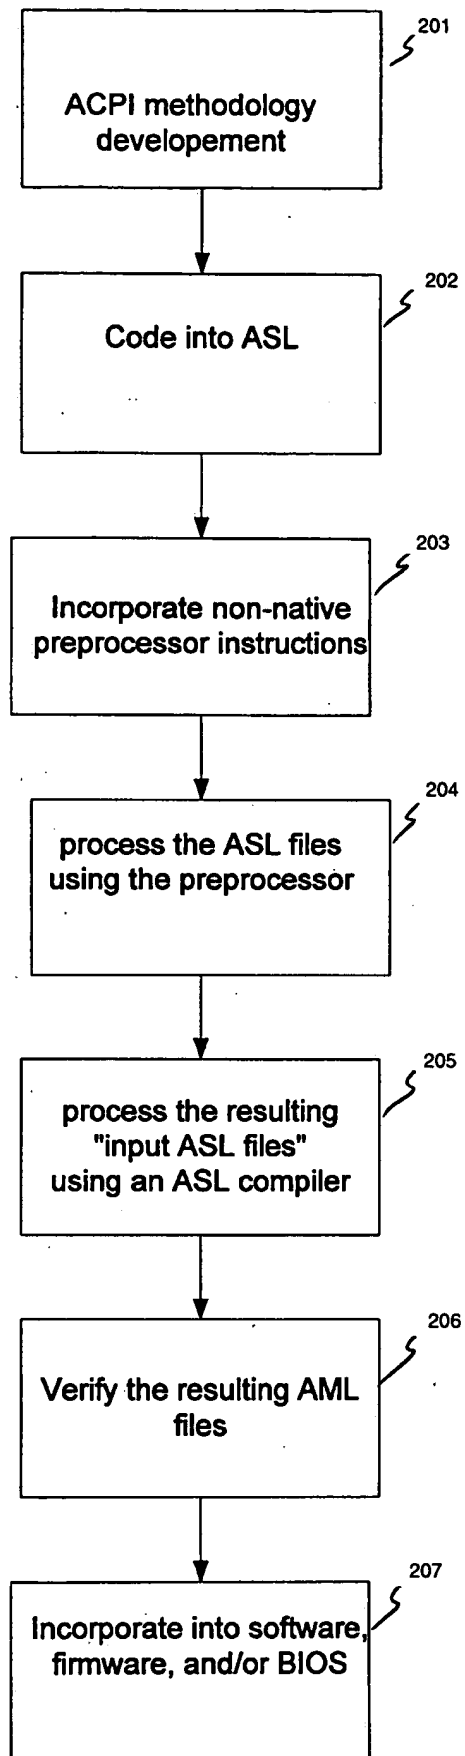 201
ACPI methodology
developement
202
Code into ASL
203
Incorporate non-native
preprocessor instructions
204
process the ASL files
using the preprocessor
205
process the resulting
"input ASL files"
using an ASL compiler
206
Verify the resulting AML
files
207
Incorporate into software,
firmware, and/or BIOS